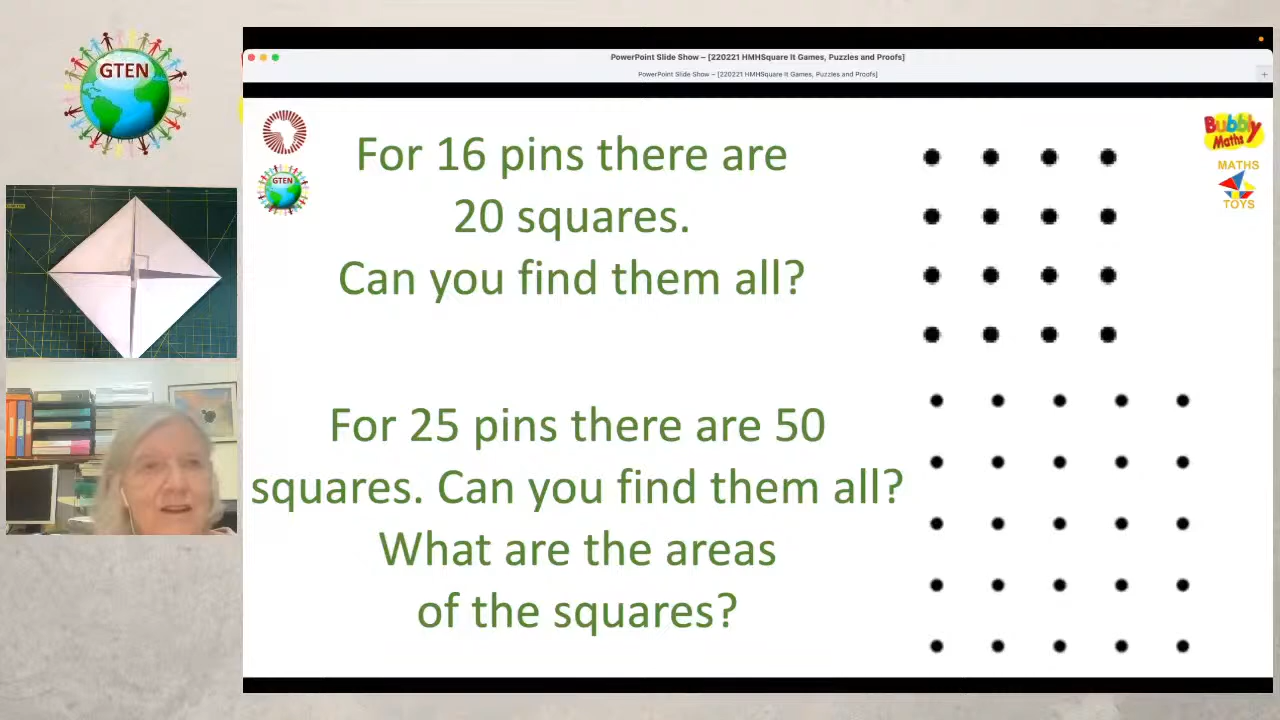 GTEN
PowerPoint Slide Show – [220221 HMHSquare It Games, Puzzles and Proofs]
PowerPoint Slide Show – [220221 HMHSquare It Games, Puzzles and Proofs]
GTEN
Bubbly
Maths
MATHS
TOYS
For 16 pins there are
20 squares.
Can you find them all?
For 25 pins there are 50
squares. Can you find them all?
What are the areas
of the squares?